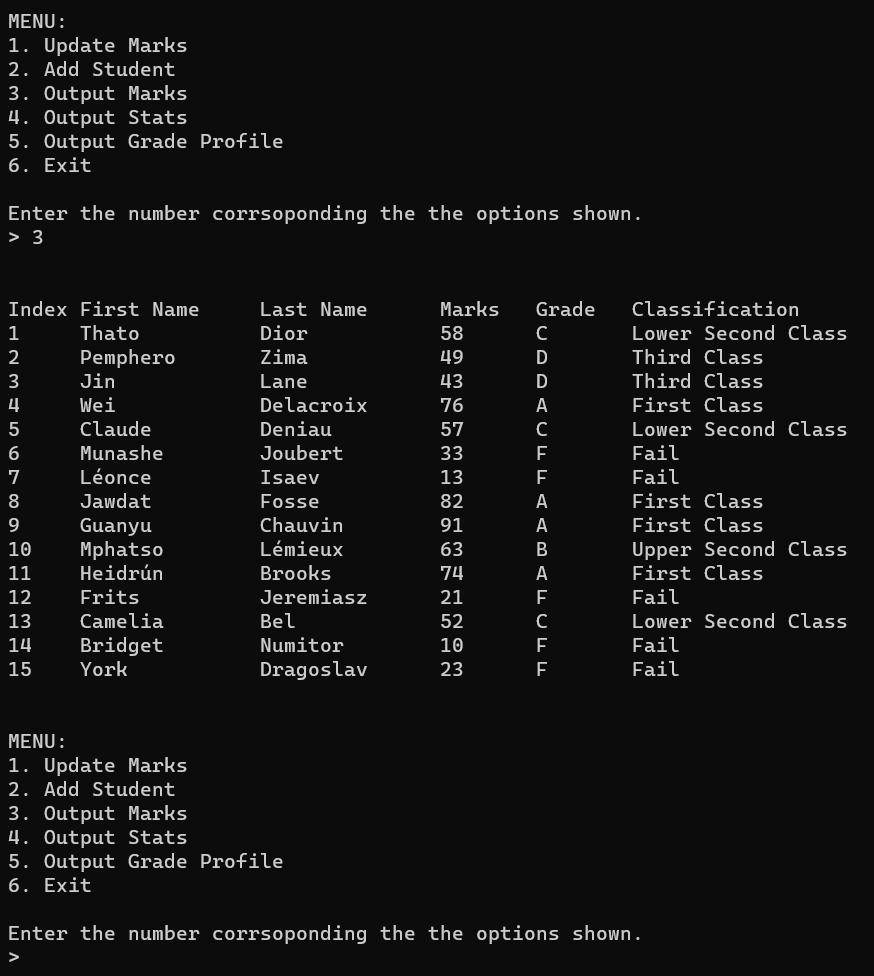 MENU:
1. Update Marks
2. Add Student
3. Output Marks
4. Output Stats
5. Output Grade Profile
6. Exit
Enter the number corrsoponding the the options shown.
> 3
Index First Name Last Name Marks Grade Classification
1 Thato Dior 58 C Lower Second Class
2 Pemphero Zima 49 D Third Class
3 Jin Lane 43 D Third Class
4 Wei Delacroix 76 A First Class
5 Claude Deniau 57 C Lower Second Class
6 Munashe Joubert 33 F Fail
7 Léonce Isaev 13 F Fail
8 Jawdat Fosse 82 A First Class
9 Guanyu Chauvin 91 A First Class
10 Mphatso Lémieux 63 B Upper Second Class
11 Heidrún Brooks 74 A First Class
12 Frits Jeremiasz 21 F Fail
13 Camelia Bel 52 C Lower Second Class
14 Bridget Numitor 10 F Fail
15 York Dragoslav 23 F Fail
MENU:
1. Update Marks
2. Add Student
3. Output Marks
4. Output Stats
5. Output Grade Profile
6. Exit
Enter the number corrsoponding the the options shown.
>